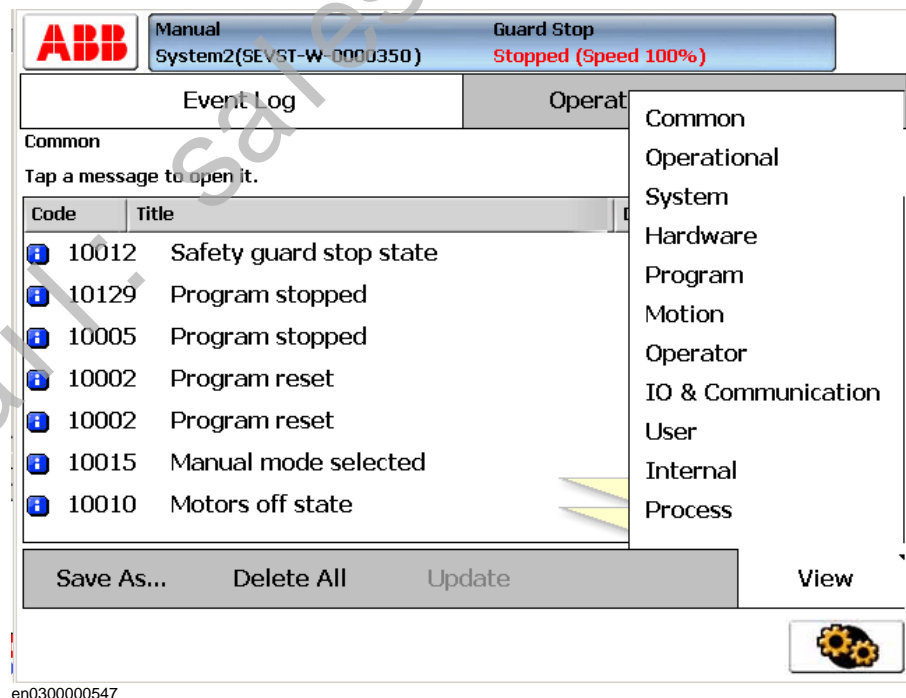 ABB
Manual
System2(SEVST-W-0000350)
Guard Stop
Stopped (Speed 100%)
Event Log
Operat
Common
Tap a message to open it.
Code Title
10012 Safety guard stop state
10129 Program stopped
10005 Program stopped
10002 Program reset
10002 Program reset
10015 Manual mode selected
10010 Motors off state
Common
Operational
System
Hardware
Program
Motion
Operator
IO & Communication
User
Internal
Process
Save As... Delete All Update View
en0300000547